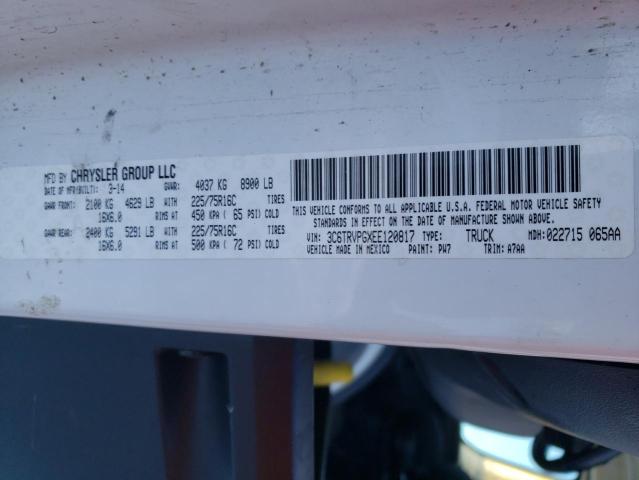 MFD BY CHRYSLER GROUP LLC
DATE OF MFR(BUILT): 3-14 GVWR: 4037 KG 8900 LB
GAWR FRONT: 2100 KG 4629 LB WITH 225/75R16C TIRES
16X6.0 RIMS AT 450 KPA ( 65 PSI) COLD
GAWR REAR: 2400 KG 5291 LB WITH 225/75R16C TIRES
16X6.0 RIMS AT 500 KPA ( 72 PSI) COLD
THIS VEHICLE CONFORMS TO ALL APPLICABLE U.S.A. FEDERAL MOTOR VEHICLE SAFETY
STANDARDS IN EFFECT ON THE DATE OF MANUFACTURE SHOWN ABOVE.
VIN: 3C6TRVPGXEE120817 TYPE: TRUCK MDH: 022715 065AA
VEHICLE MADE IN MEXICO PAINT: PW7 TRIM: A7AA